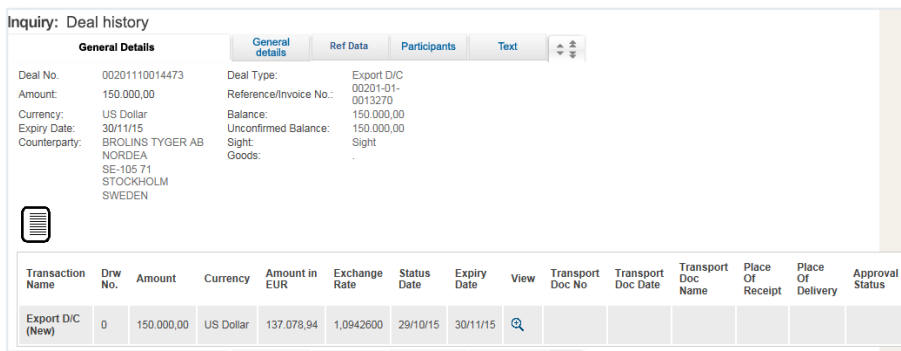 Inquiry: Deal history
General Details
General details
Ref Data
Participants
Text
Deal No. 00201110014473 Deal Type: Export D/C
Amount: 150.000,00 Reference/Invoice No.: 00201-01-
0013270
Currency: US Dollar Balance: 150.000,00
Expiry Date: 30/11/15 Unconfirmed Balance: 150.000,00
Counterparty: BROLINS TYGER AB Sight: Sight
NORDEA Goods: .
SE-105 71
STOCKHOLM
SWEDEN
Transaction Name Drw No. Amount Currency Amount in EUR Exchange Rate Status Date Expiry Date View Transport Doc No Transport Doc Date Transport Doc Name Place Of Receipt Place Of Delivery Approval Status
Export D/C (New) 0 150.000,00 US Dollar 137.078,94 1,0942600 29/10/15 30/11/15